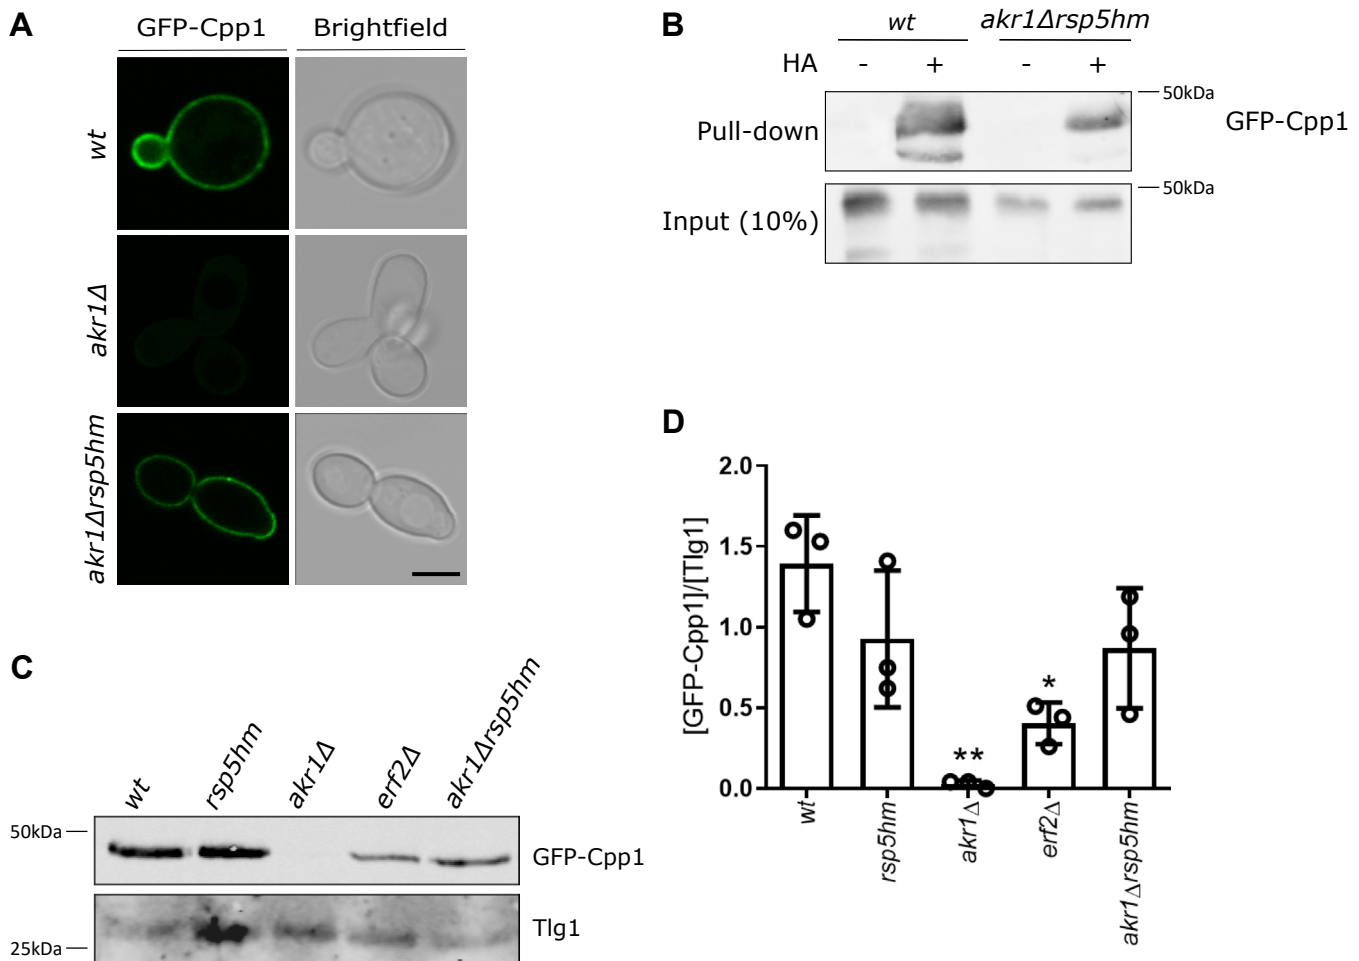 A
GFP-Cpp1 Brightfield
wt
akr1Δ
akr1Δrsp5hm
B
wt akr1Δrsp5hm
HA - + - +
50kDa
Pull-down GFP-Cpp1
50kDa
Input (10%)
C
wt rsp5hm akr1Δ erf2Δ akr1Δrsp5hm
50kDa
GFP-Cpp1
Tlg1
25kDa
D
[GFP-Cpp1]/[Tlg1]
2.0
1.5
1.0
0.5
0.0
** *
wt rsp5hm akr1Δ erf2Δ akr1Δrsp5hm